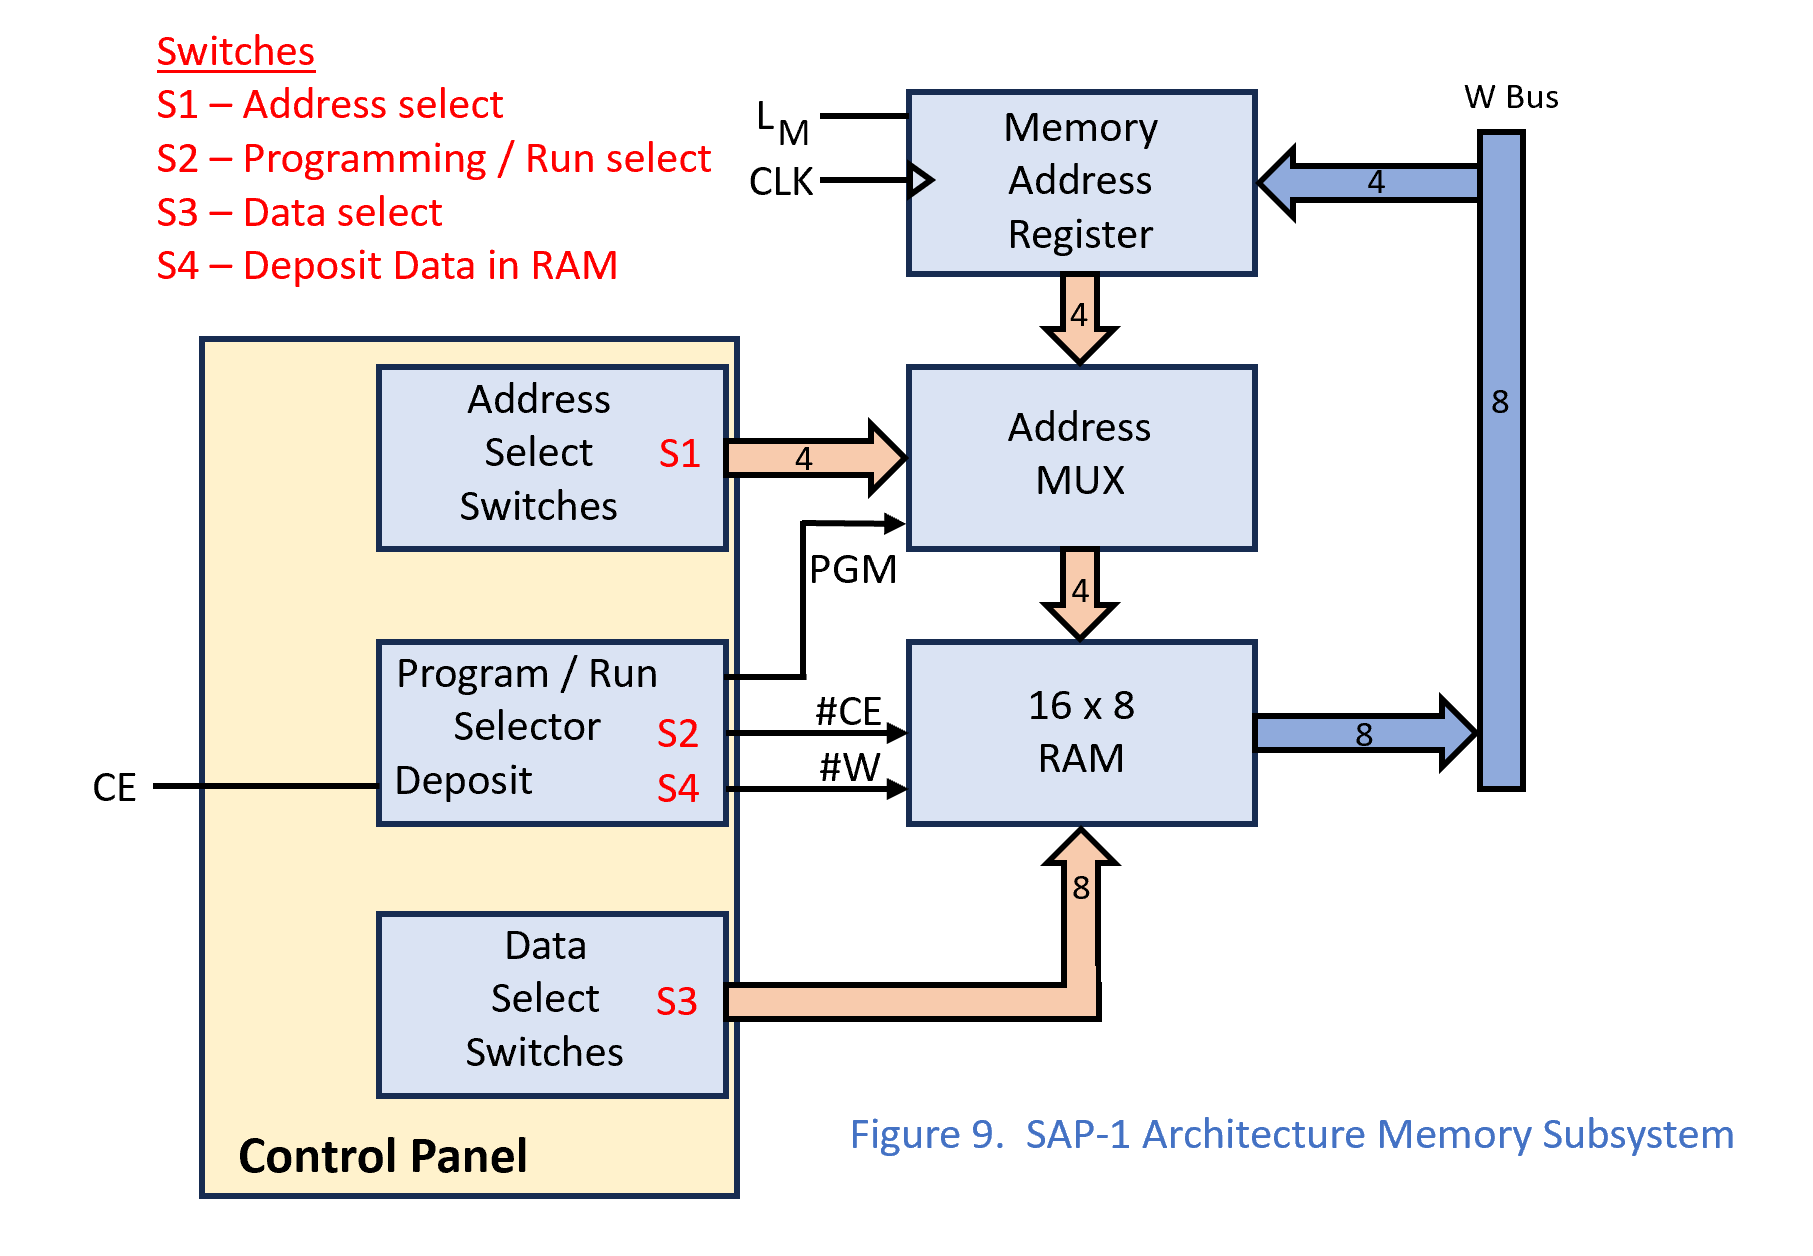 Switches
S1 – Address select
S2 – Programming / Run select
S3 – Data select
S4 – Deposit Data in RAM
LM
CLK
Memory
Address
Register
4
W Bus
8
4
Address
Select
Switches
S1
4
Address
MUX
PGM
4
Program / Run
Selector
Deposit
S2
S4
CE
#CE
#W
16 x 8
RAM
8
8
Data
Select
Switches
S3
Control Panel
Figure 9. SAP-1 Architecture Memory Subsystem